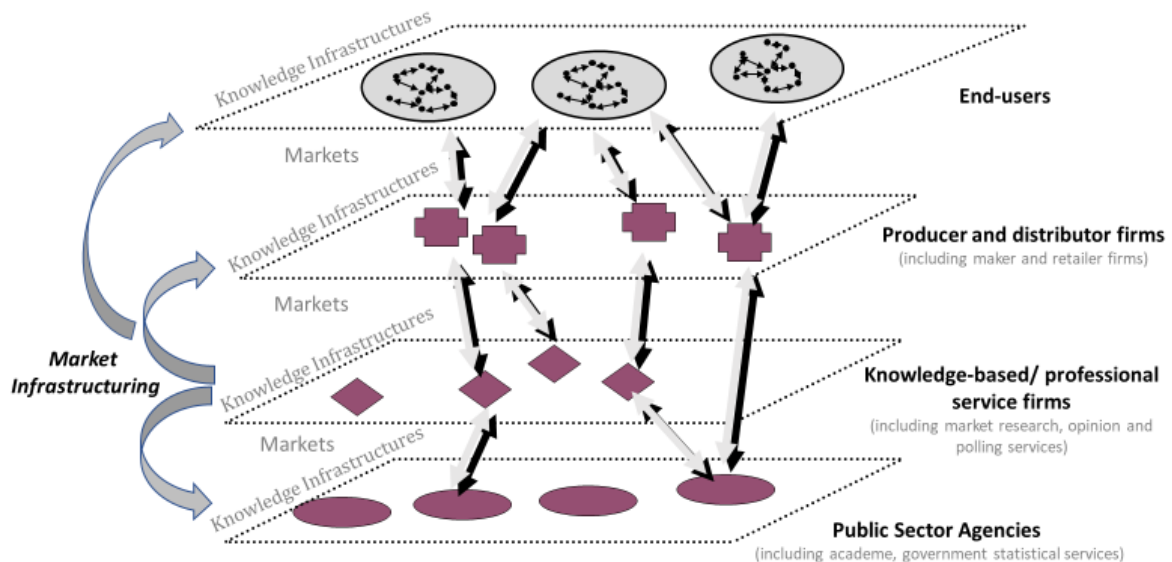 Knowledge Infrastructures
End-users
Markets
Knowledge Infrastructures
Producer and distributor firms
(including maker and retailer firms)
Markets
Knowledge Infrastructures
Market
Infrastructuring
Knowledge-based/ professional
service firms
(including market research, opinion and
polling services)
Markets
Knowledge Infrastructures
Public Sector Agencies
(including academe, government statistical services)